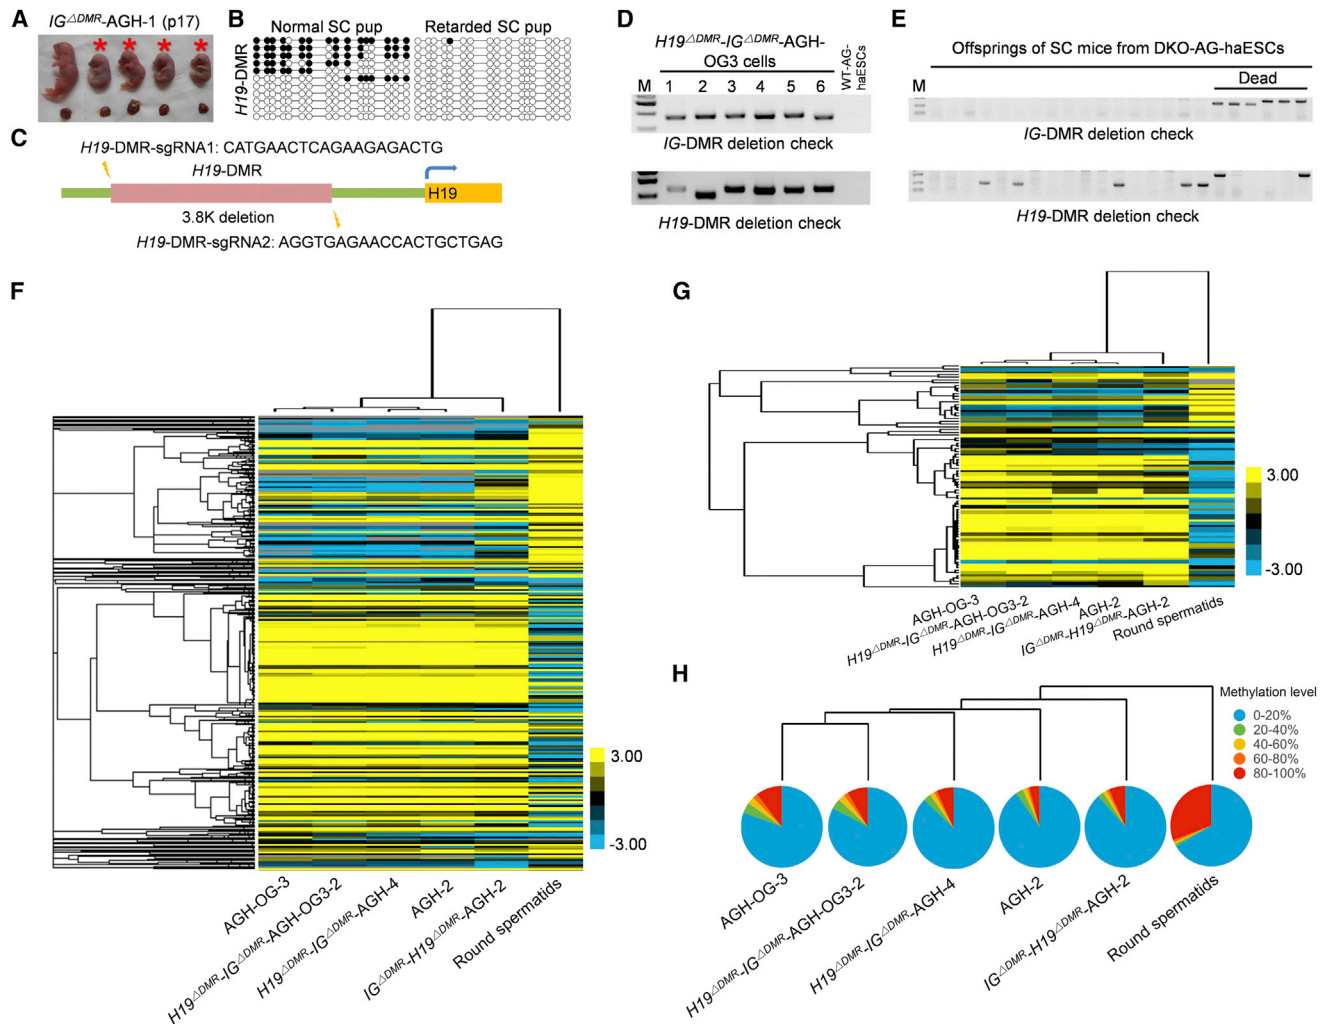 A
IG△DMR-AGH-1 (p17)
* * * *
B
Normal SC pup
Retarded SC pup
H19-DMR
C
H19-DMR-sgRNA1: CATGAACTCAGAAGAGACTG
H19-DMR
H19
3.8K deletion
H19-DMR-sgRNA2: AGGTGAGAACCACTGCTGAG
D
H19△DMR-IG△DMR-AGH-
OG3 cells
WT-AG-
haESCs
M 1 2 3 4 5 6
IG-DMR deletion check
H19-DMR deletion check
E
Offsprings of SC mice from DKO-AG-haESCs
M
Dead
IG-DMR deletion check
H19-DMR deletion check
F
3.00
-3.00
AGH-OG-3
H19△DMR-IG△DMR-AGH-OG3-2
H19△DMR-IG△DMR-AGH-4
AGH-2
IG△DMR-H19△DMR-AGH-2
Round spermatids
G
3.00
-3.00
AGH-OG-3
H19△DMR-IG△DMR-AGH-OG3-2
H19△DMR-IG△DMR-AGH-4
AGH-2
IG△DMR-H19△DMR-AGH-2
Round spermatids
H
Methylation level
0-20%
20-40%
40-60%
60-80%
80-100%
AGH-OG-3
H19△DMR-IG△DMR-AGH-OG3-2
H19△DMR-IG△DMR-AGH-4
AGH-2
IG△DMR-H19△DMR-AGH-2
Round spermatids